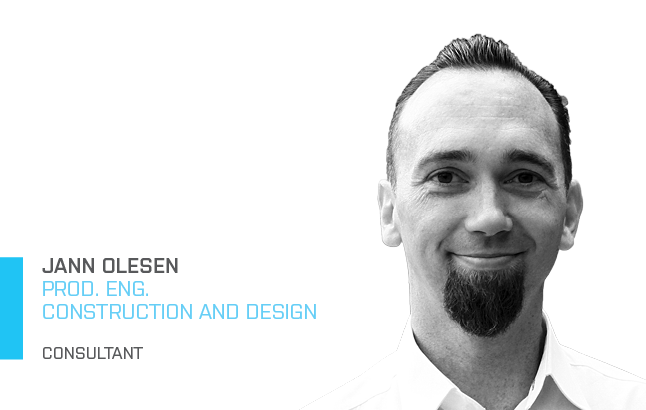 JANN OLESEN
PROD. ENG.
CONSTRUCTION AND DESIGN
CONSULTANT